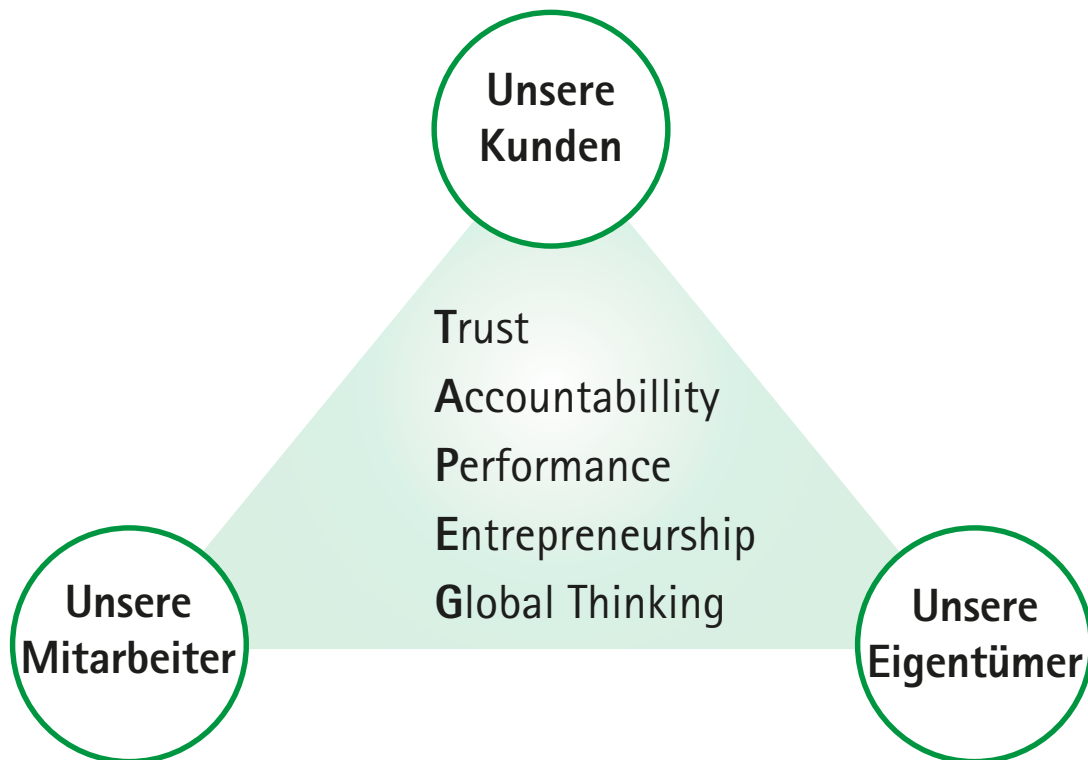 Unsere
Kunden
Trust
Accountabillity
Performance
Entrepreneurship
Global Thinking
Unsere
Mitarbeiter
Unsere
Eigentümer